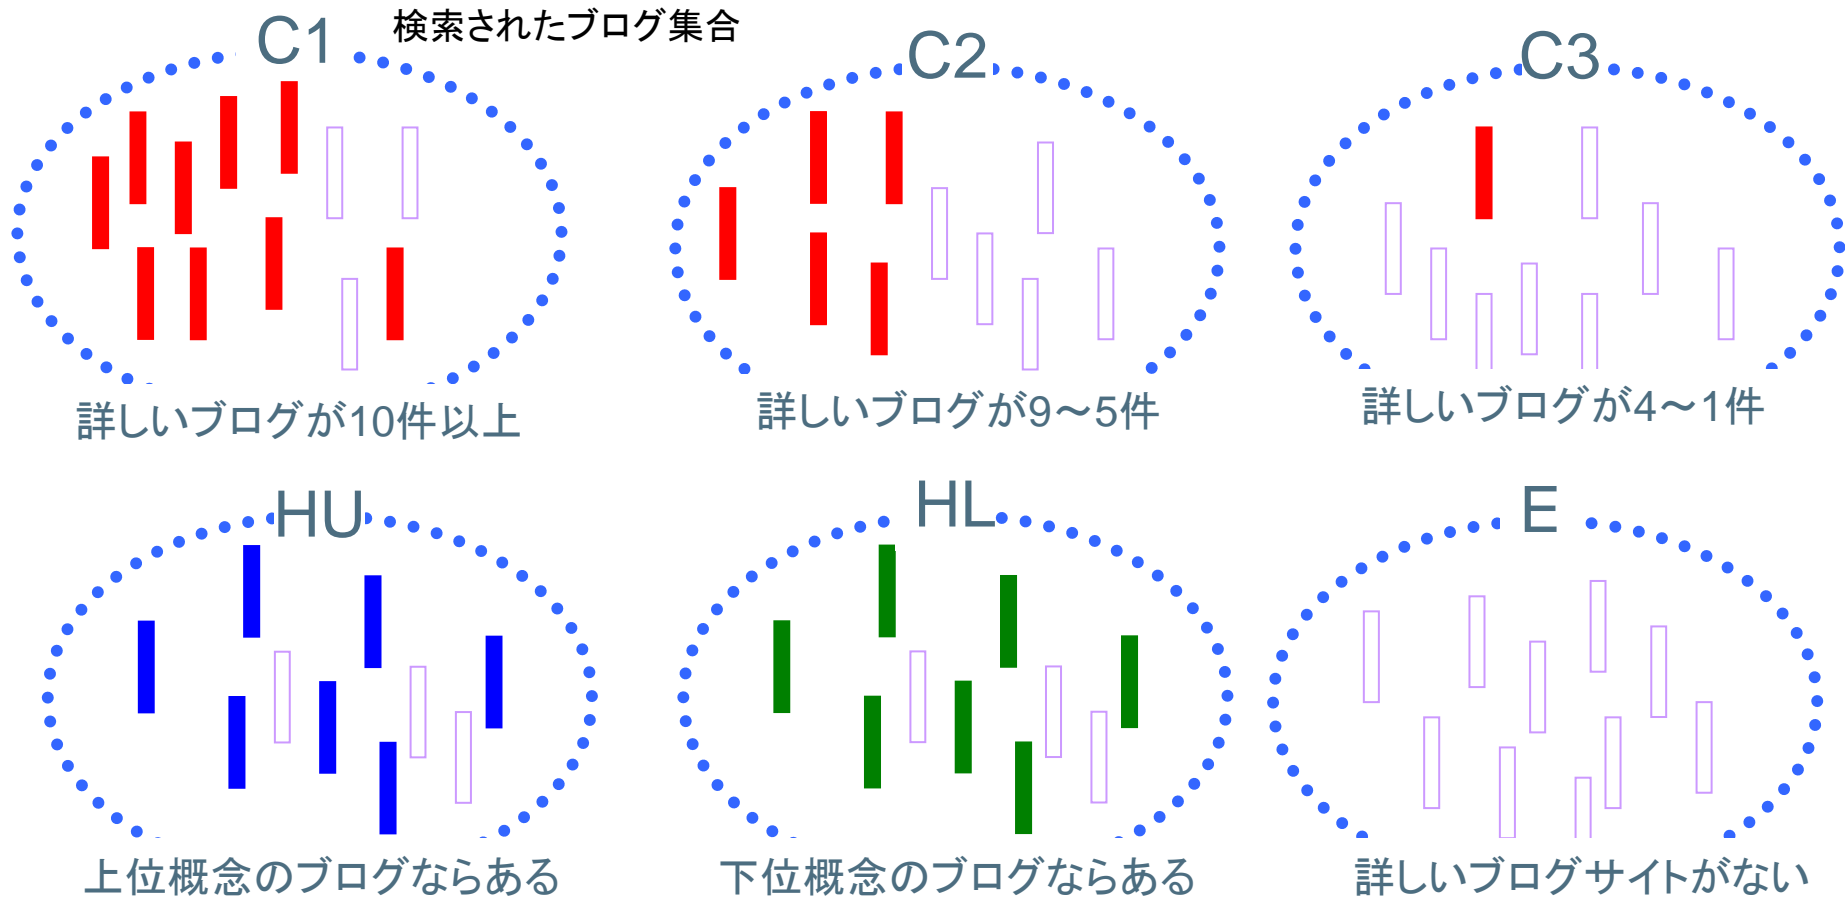 検索されたブログ集合
C1
C2
C3
詳しいブログが10件以上
詳しいブログが9～5件
詳しいブログが4～1件
HU
HL
E
上位概念のブログならある
下位概念のブログならある
詳しいブログサイトがない